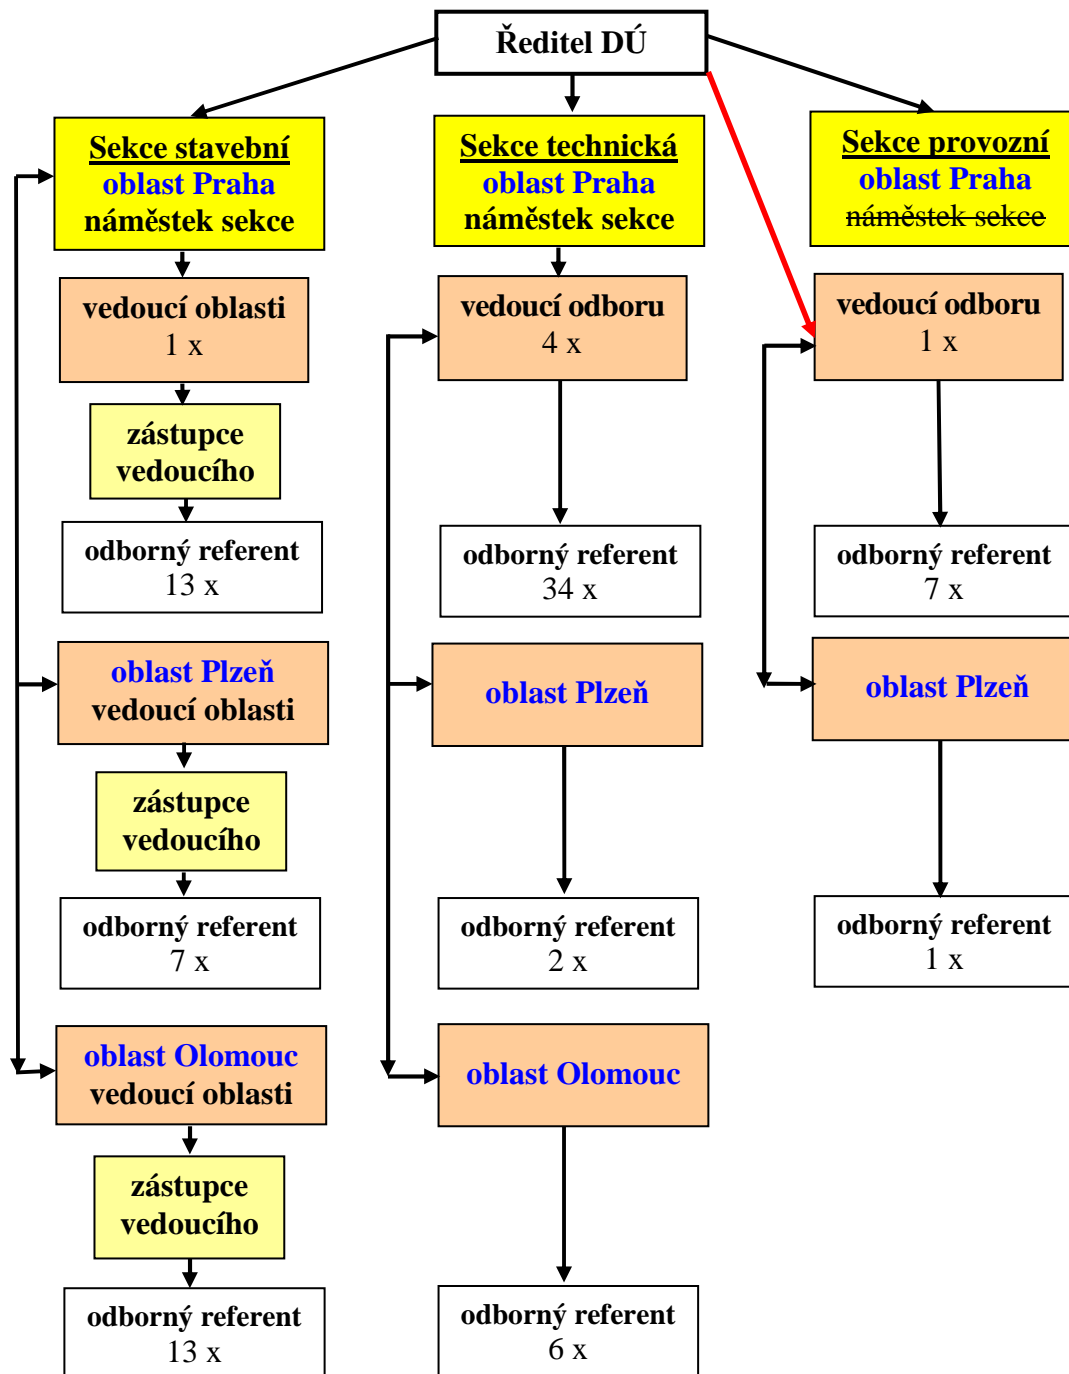 Ředitel DÚ
Sekce stavební
oblast Praha
náměstek sekce
vedoucí oblasti
1 x
zástupce
vedoucího
odborný referent
13 x
oblast Plzeň
vedoucí oblasti
zástupce
vedoucího
odborný referent
7 x
oblast Olomouc
vedoucí oblasti
zástupce
vedoucího
odborný referent
13 x
Sekce technická
oblast Praha
náměstek sekce
vedoucí odboru
4 x
odborný referent
34 x
oblast Plzeň
odborný referent
2 x
oblast Olomouc
odborný referent
6 x
Sekce provozní
oblast Praha
náměstek sekce
vedoucí odboru
1 x
odborný referent
7 x
oblast Plzeň
odborný referent
1 x